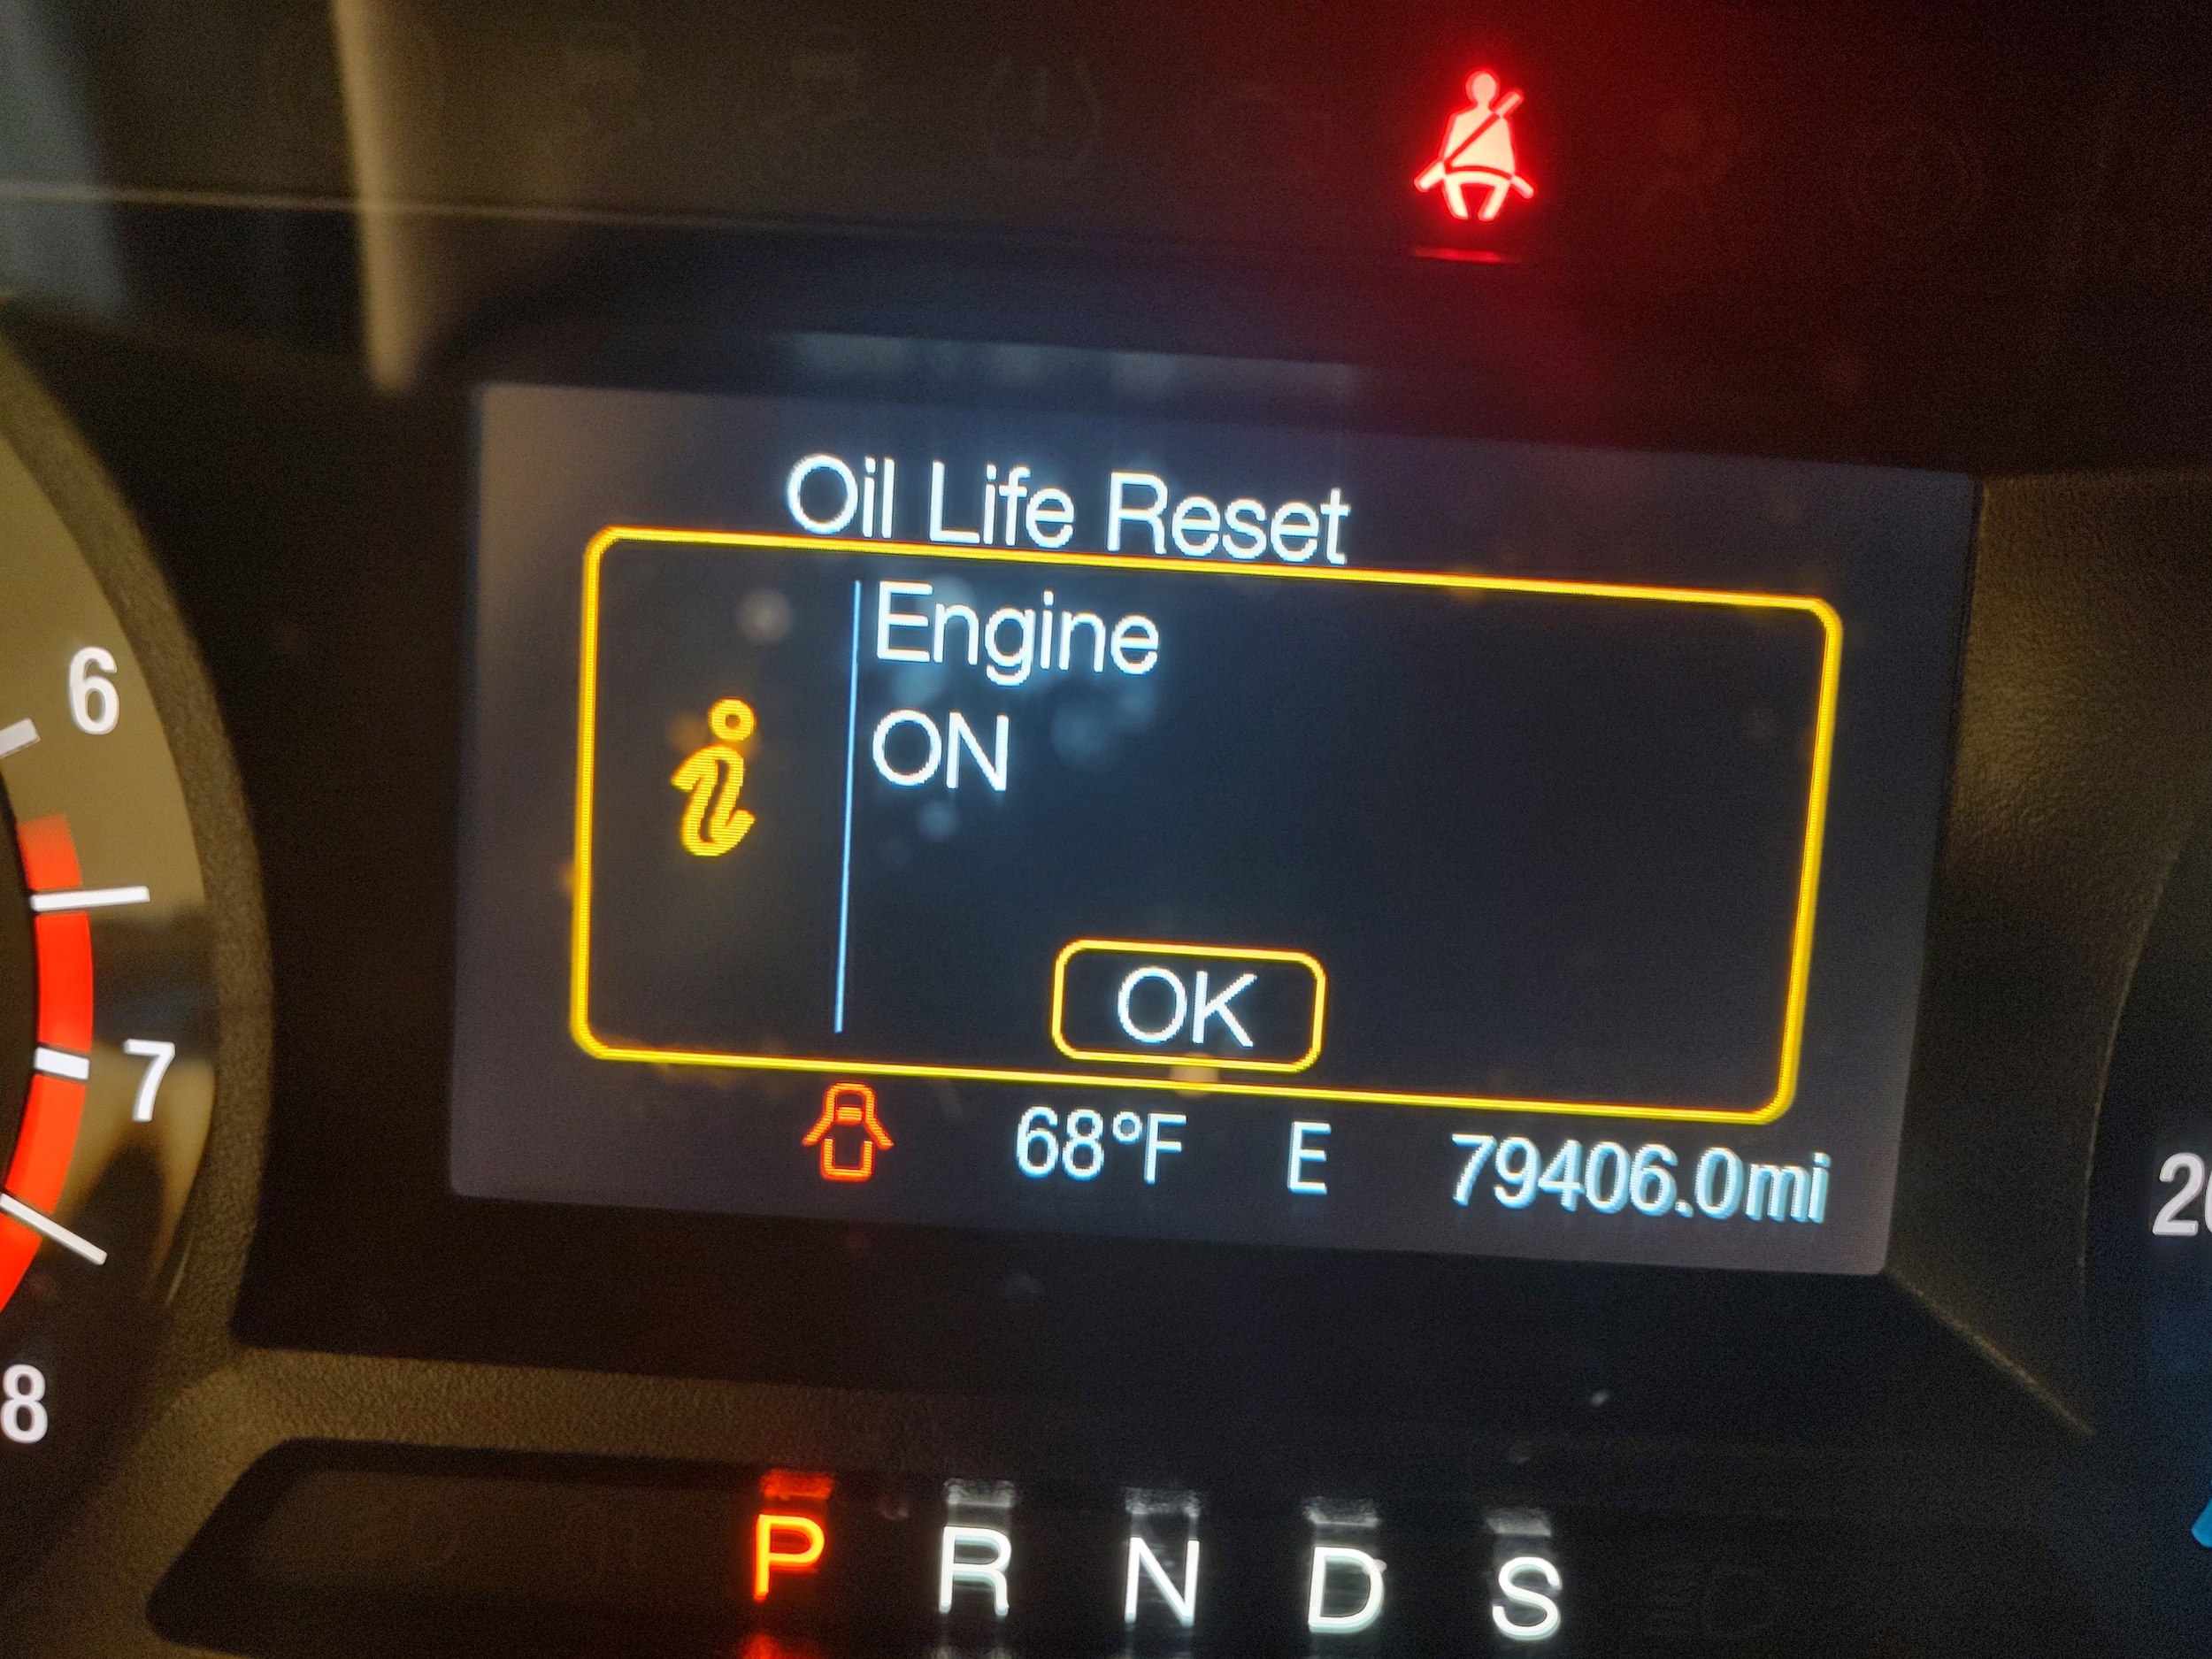 Oil Life Reset
Engine
ON
OK
68°F E 79406.0mi
6
7
8
P R N D S